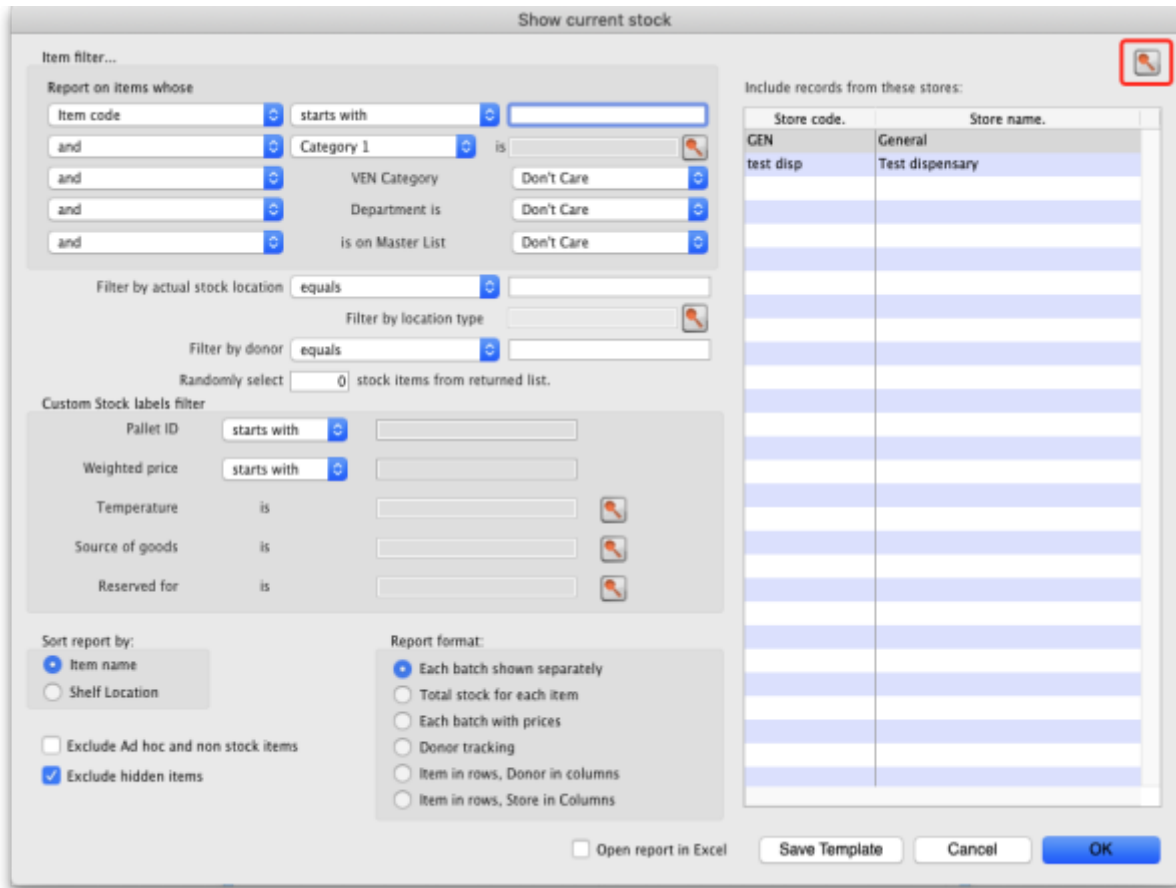 Show current stock
Item filter...
Report on items whose
Item code starts with
and Category 1 is
and VEN Category Don't Care
and Department is Don't Care
and is on Master List Don't Care
Filter by actual stock location equals
Filter by location type
Filter by donor equals
Randomly select 0 stock items from returned list.
Custom Stock labels filter
Pallet ID starts with
Weighted price starts with
Temperature is
Source of goods is
Reserved for is
Sort report by:
Item name
Shelf Location
Exclude Ad hoc and non stock items
Exclude hidden items
Report format:
Each batch shown separately
Total stock for each item
Each batch with prices
Donor tracking
Item in rows, Donor in columns
Item in rows, Store in Columns
Include records from these stores:
Store code. Store name.
GEN General
test disp Test dispensary
Open report in Excel Save Template Cancel OK